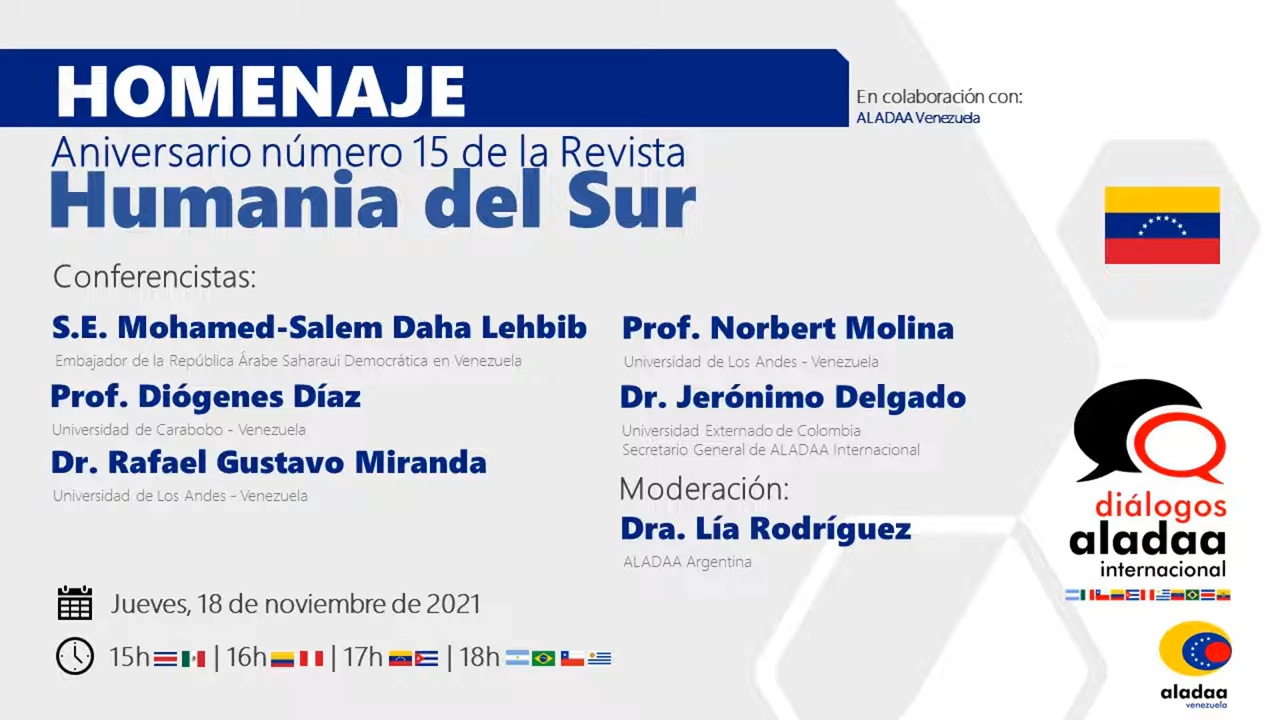 HOMENAJE
En colaboración con:
ALADAA Venezuela
Aniversario número 15 de la Revista
Humania del Sur
Conferencistas:
S.E. Mohamed-Salem Daha Lehbib
Embajador de la República Árabe Saharaui Democrática en Venezuela
Prof. Diógenes Díaz
Universidad de Carabobo - Venezuela
Dr. Rafael Gustavo Miranda
Universidad de Los Andes - Venezuela
Prof. Norbert Molina
Universidad de Los Andes - Venezuela
Dr. Jerónimo Delgado
Universidad Externado de Colombia
Secretario General de ALADAA Internacional
Moderación:
Dra. Lía Rodríguez
ALADAA Argentina
Jueves, 18 de noviembre de 2021
15h | 16h | 17h | 18h
diálogos
aladaa
internacional
aladaa
venezuela